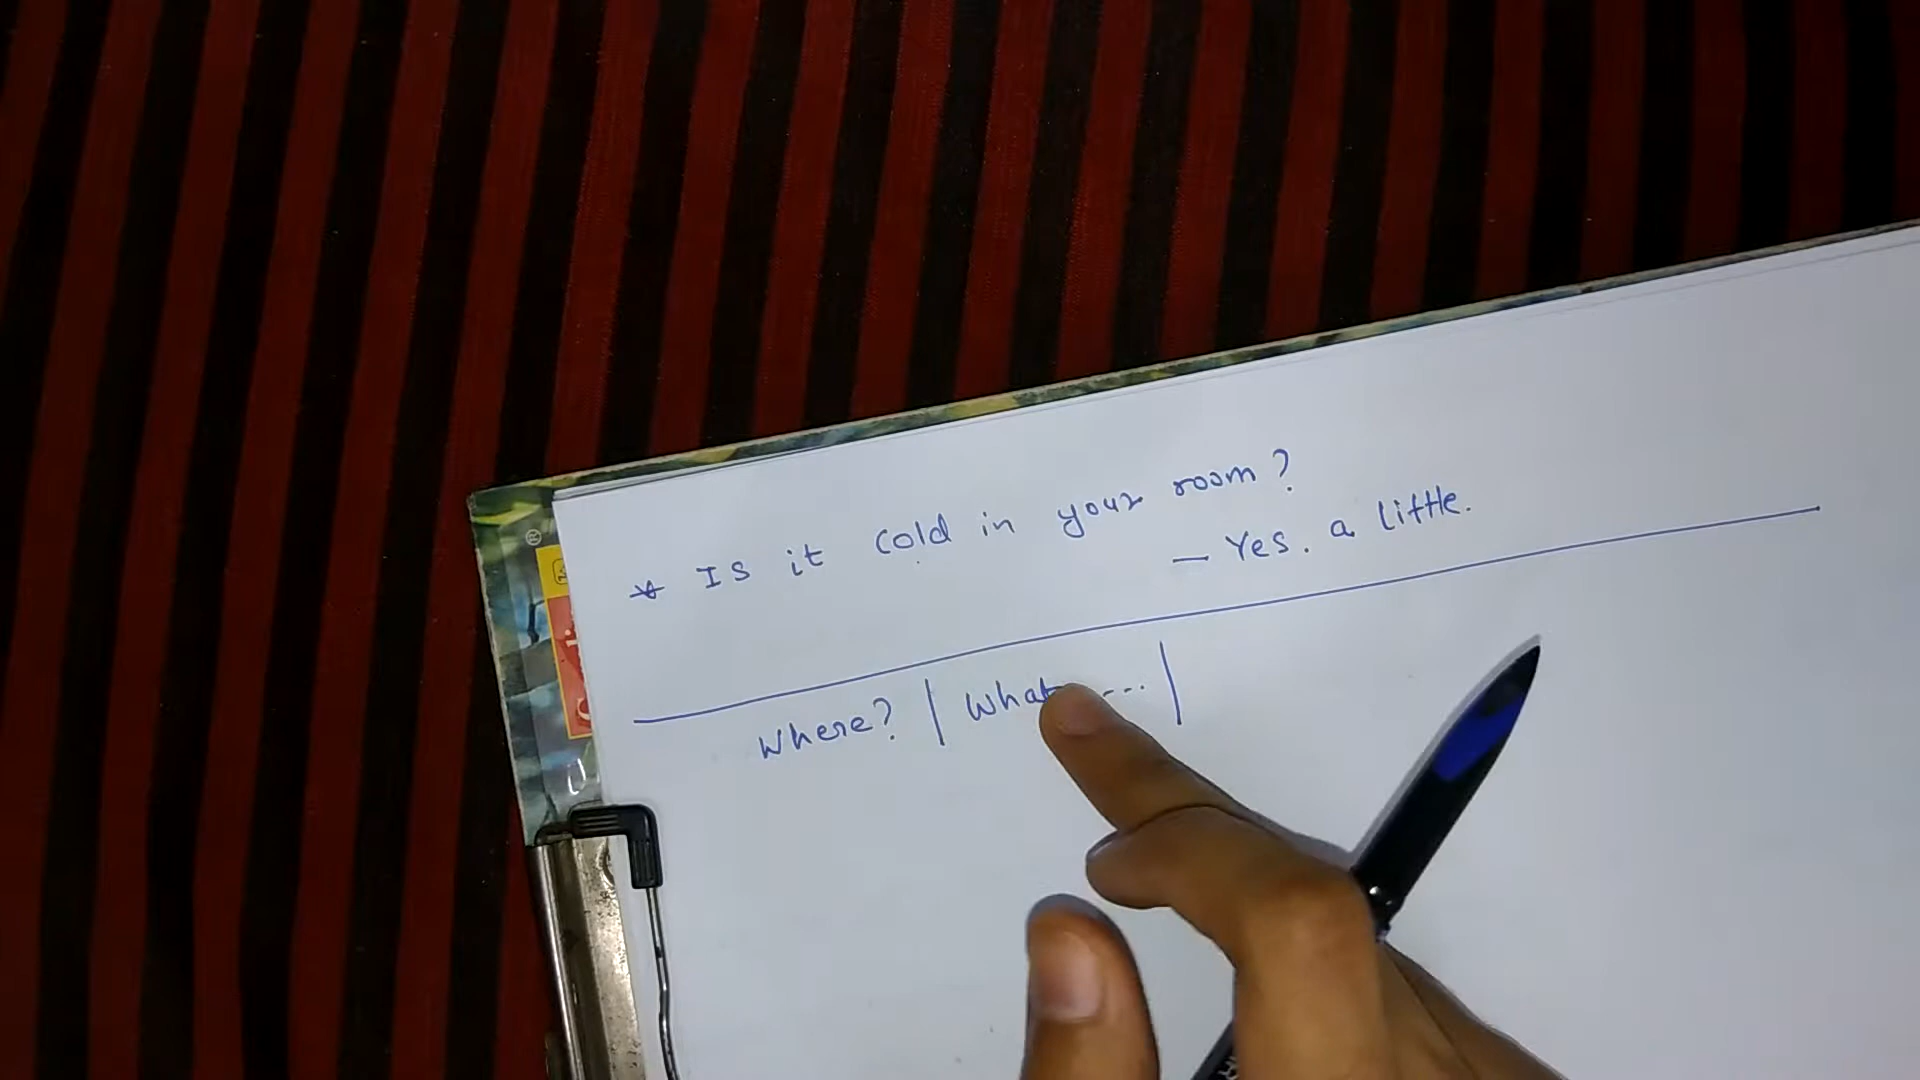 * Is it cold in your room?
- Yes. a little.
Where? | What ... |